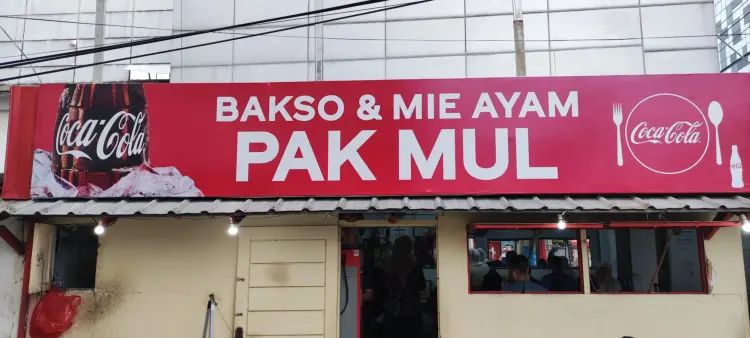 Coca-Cola
BAKSO & MIE AYAM
PAK MUL
Coca-Cola